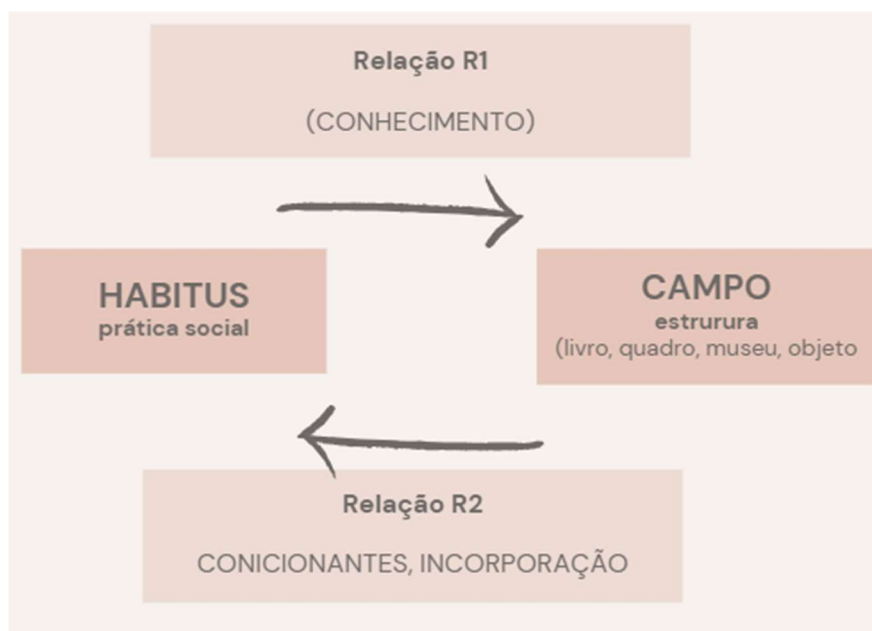 Relação R1
(CONHECIMENTO)
HABITUS
prática social
CAMPO
estrurura
(livro, quadro, museu, objeto
Relação R2
CONICIONANTES, INCORPORAÇÃO